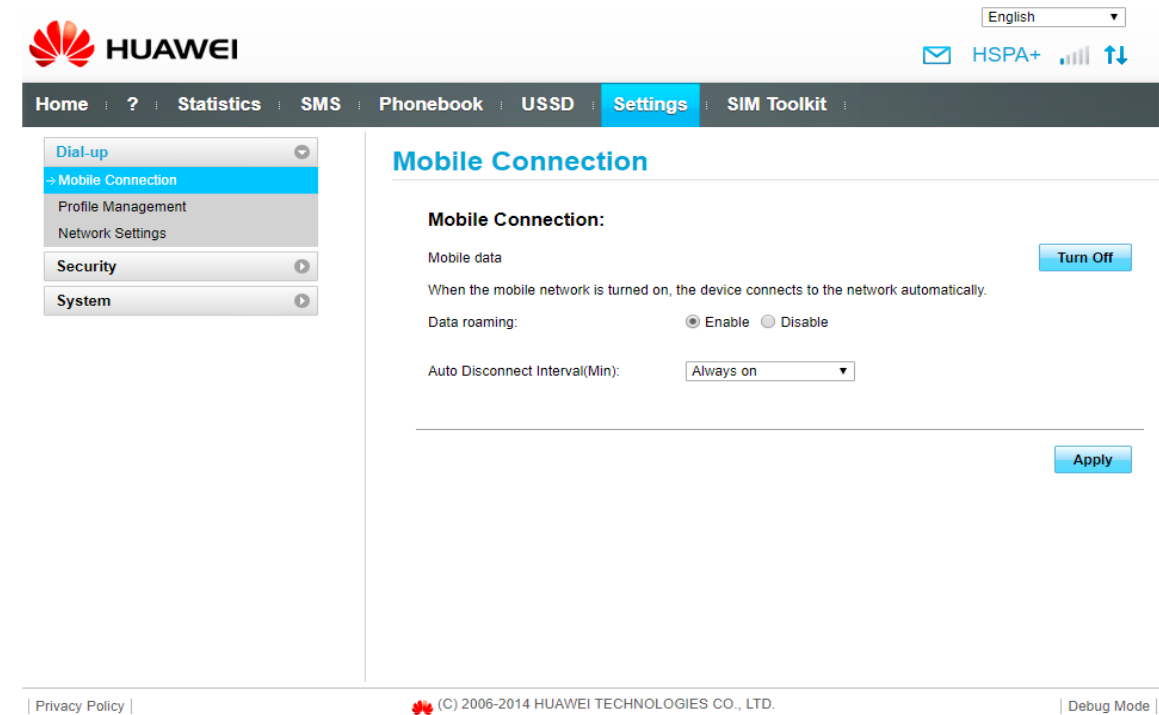 English
HUAWEI
HSPA+
Home ? Statistics SMS Phonebook USSD Settings SIM Toolkit
Dial-up
Mobile Connection
Profile Management
Network Settings
Security
System
Mobile Connection
Mobile Connection:
Mobile data Turn Off
When the mobile network is turned on, the device connects to the network automatically.
Data roaming: Enable Disable
Auto Disconnect Interval(Min): Always on
Apply
Privacy Policy (C) 2006-2014 HUAWEI TECHNOLOGIES CO., LTD. Debug Mode